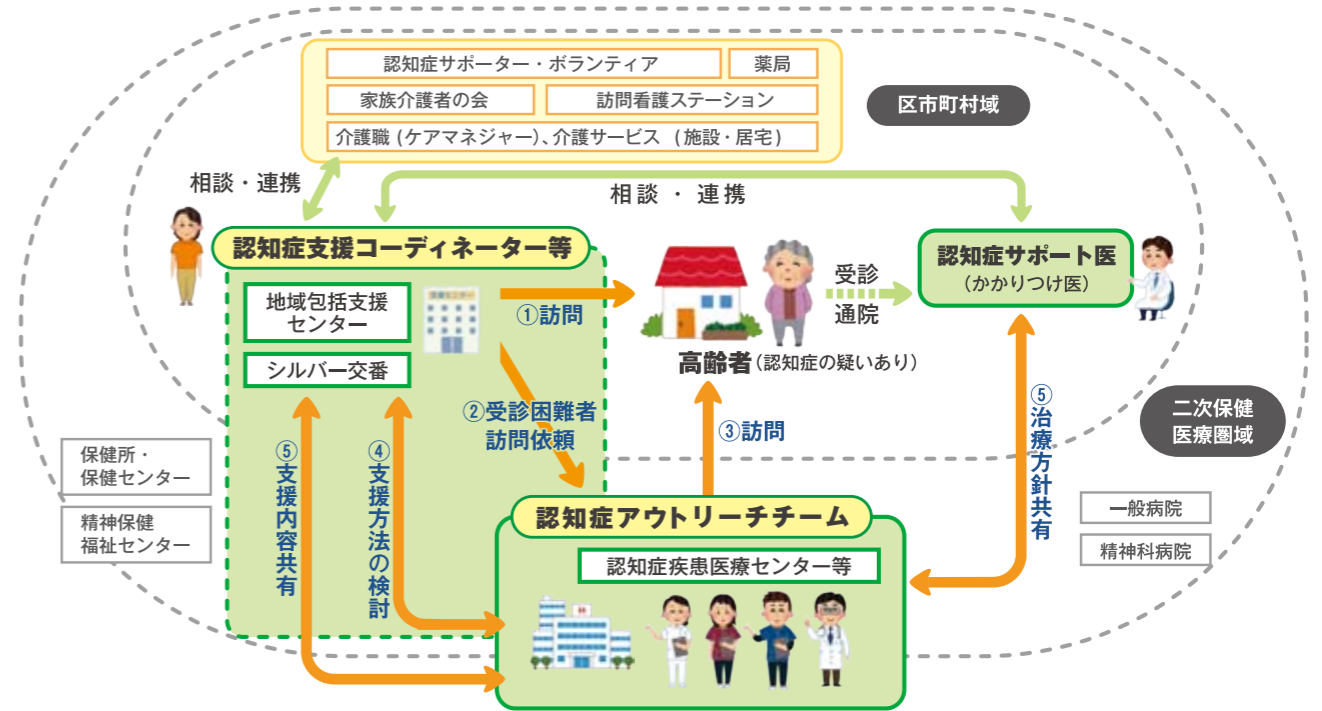 認知症サポーター・ボランティア
薬局
家族介護者の会
訪問看護ステーション
介護職(ケアマネジャー)、介護サービス (施設・居宅)
区市町村域
相談・連携
相談・連携
認知症支援コーディネーター等
地域包括支援
センター
シルバー交番
①訪問
高齢者(認知症の疑いあり)
受診
通院
認知症サポート医
(かかりつけ医)
②受診困難者
訪問依頼
③訪問
⑤治療方針共有
二次保健
医療圏域
保健所・
保健センター
精神保健
福祉センター
⑤支援内容共有
④支援方法の検討
認知症アウトリーチチーム
認知症疾患医療センター等
H
一般病院
精神科病院